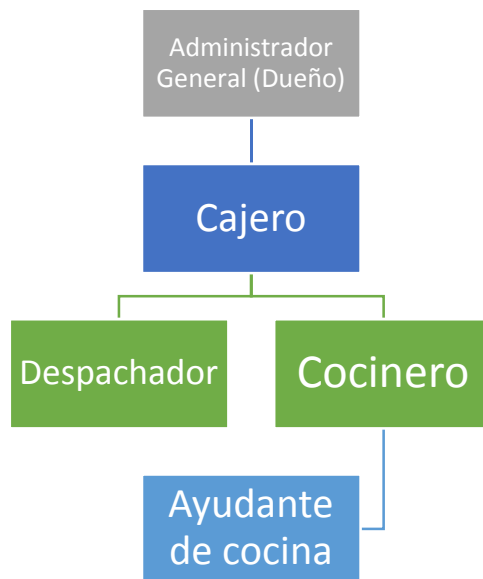 Administrador
General (Dueño)
Cajero
Despachador
Cocinero
Ayudante
de cocina